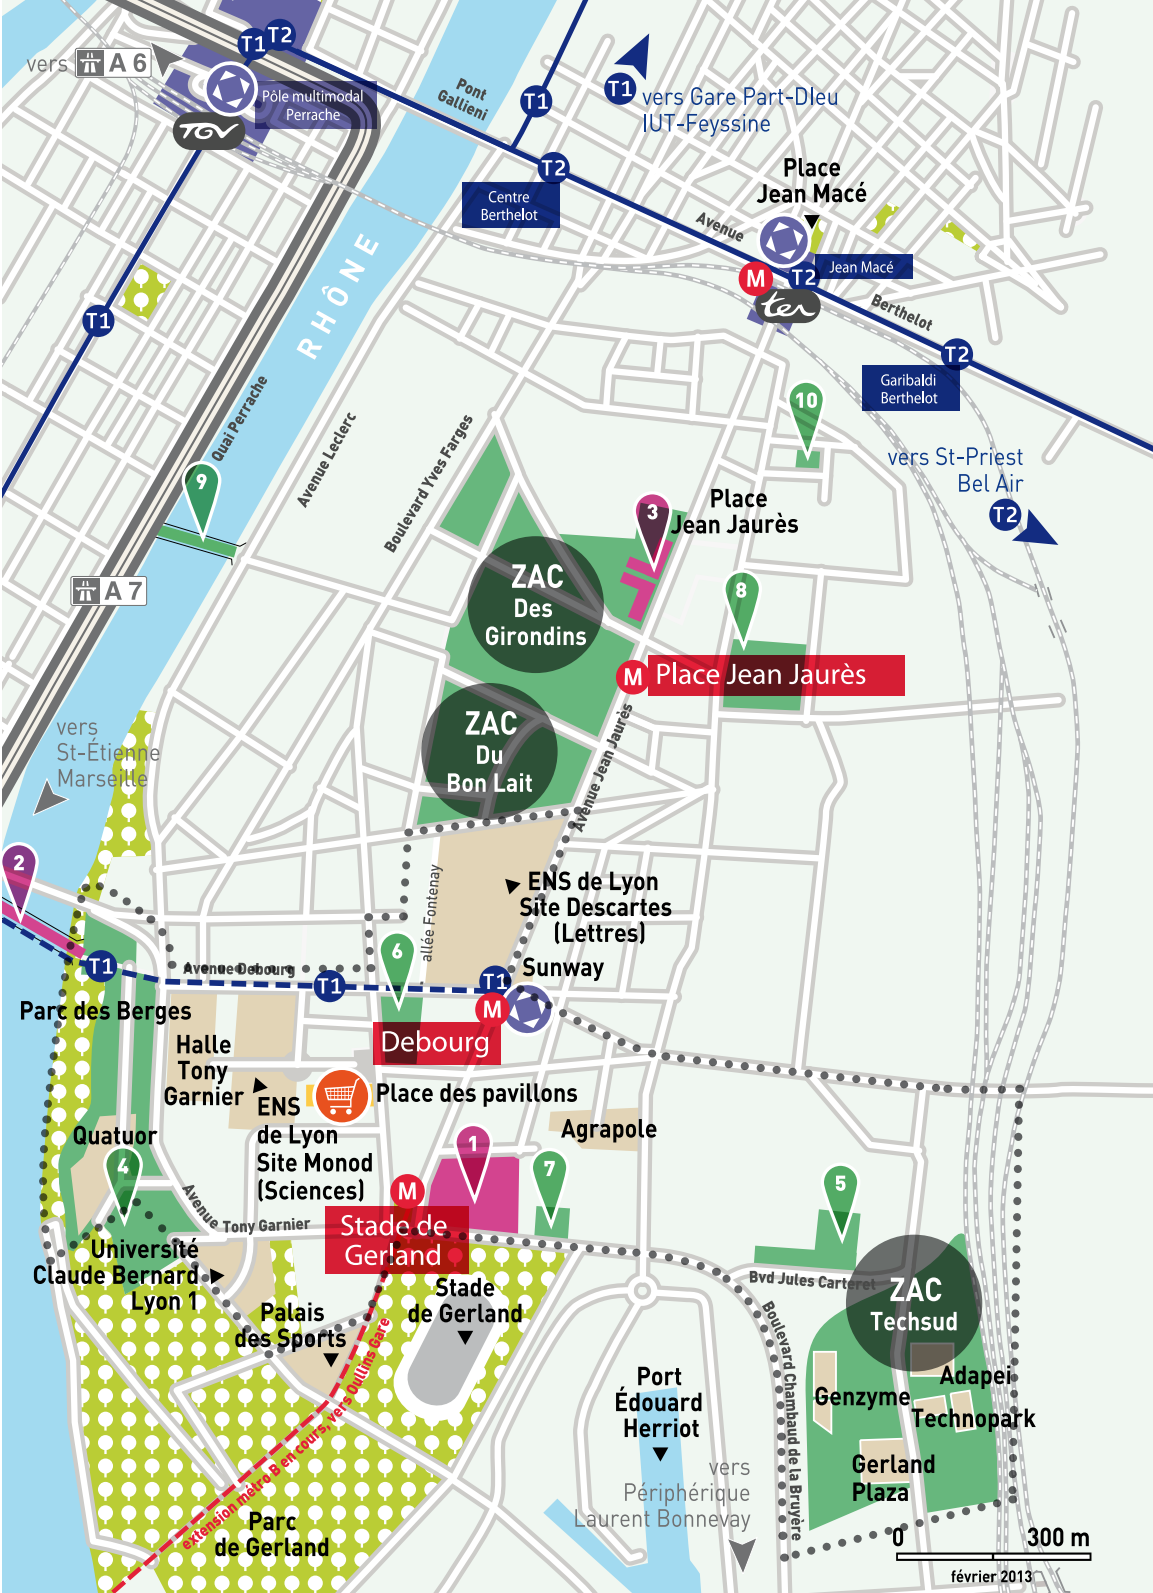 T1
T2
vers
A 6
Pôle multimodal
Perrache
TGV
Pont
Gallieni
T1
T1
vers Gare Part-Dieu
IUT-Feyssine
T2
Centre
Berthelot
Place
Jean Macé
Avenue
M
T2
Jean Macé
ter
Berthelot
T1
RHÔNE
T2
Garibaldi
Berthelot
Quai Perrache
Avenue Leclerc
Boulevard Yves Farges
10
vers St-Priest
Bel Air
T2
9
3
Place
Jean Jaurès
A 7
ZAC
Des
Girondins
8
M
Place Jean Jaurès
vers
St-Étienne
Marseille
ZAC
Du
Bon Lait
Avenue Jean Jaurès
2
allée Fontenay
ENS de Lyon
Site Descartes
(Lettres)
6
T1
Avenue Debourg
T1
T1
Sunway
M
Debourg
Parc des Berges
Halle
Tony
Garnier
ENS
de Lyon
Site Monod
(Sciences)
Place des pavillons
Quatuor
4
1
7
Agrapole
5
M
Stade de
Gerland
Avenue
Tony Garnier
Université
Claude Bernard
Lyon 1
Palais
des Sports
Stade
de Gerland
Bvd Jules Carteret
ZAC
Techsud
Boulevard Chambaud de la Bruyère
Port
Édouard
Herriot
Genzyme
Adapei
Technopark
Gerland
Plaza
vers
Périphérique
Laurent Bonnevay
extension métro B en cours, vers Oullins Gare
Parc
de Gerland
0
300 m
février 2013